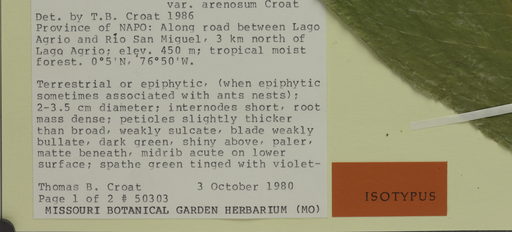 var. arenosum Croat
Det. by T.B. Croat 1986
Province of NAPO: Along road between Lago
Agrio and Río San Miguel, 3 km north of
Lago Agrio; elev. 450 m; tropical moist
forest. 0°5'N, 76°50'W.
Terrestrial or epiphytic, (when epiphytic
sometimes associated with ants nests);
2-3.5 cm diameter; internodes short, root
mass dense; petioles slightly thicker
than broad, weakly sulcate, blade weakly
bullate, dark green, shiny above, paler,
matte beneath, midrib acute on lower
surface; spathe green tinged with violet-
Thomas B. Croat 3 October 1980
Page 1 of 2 # 50303
MISSOURI BOTANICAL GARDEN HERBARIUM (MO)
ISOTYPUS